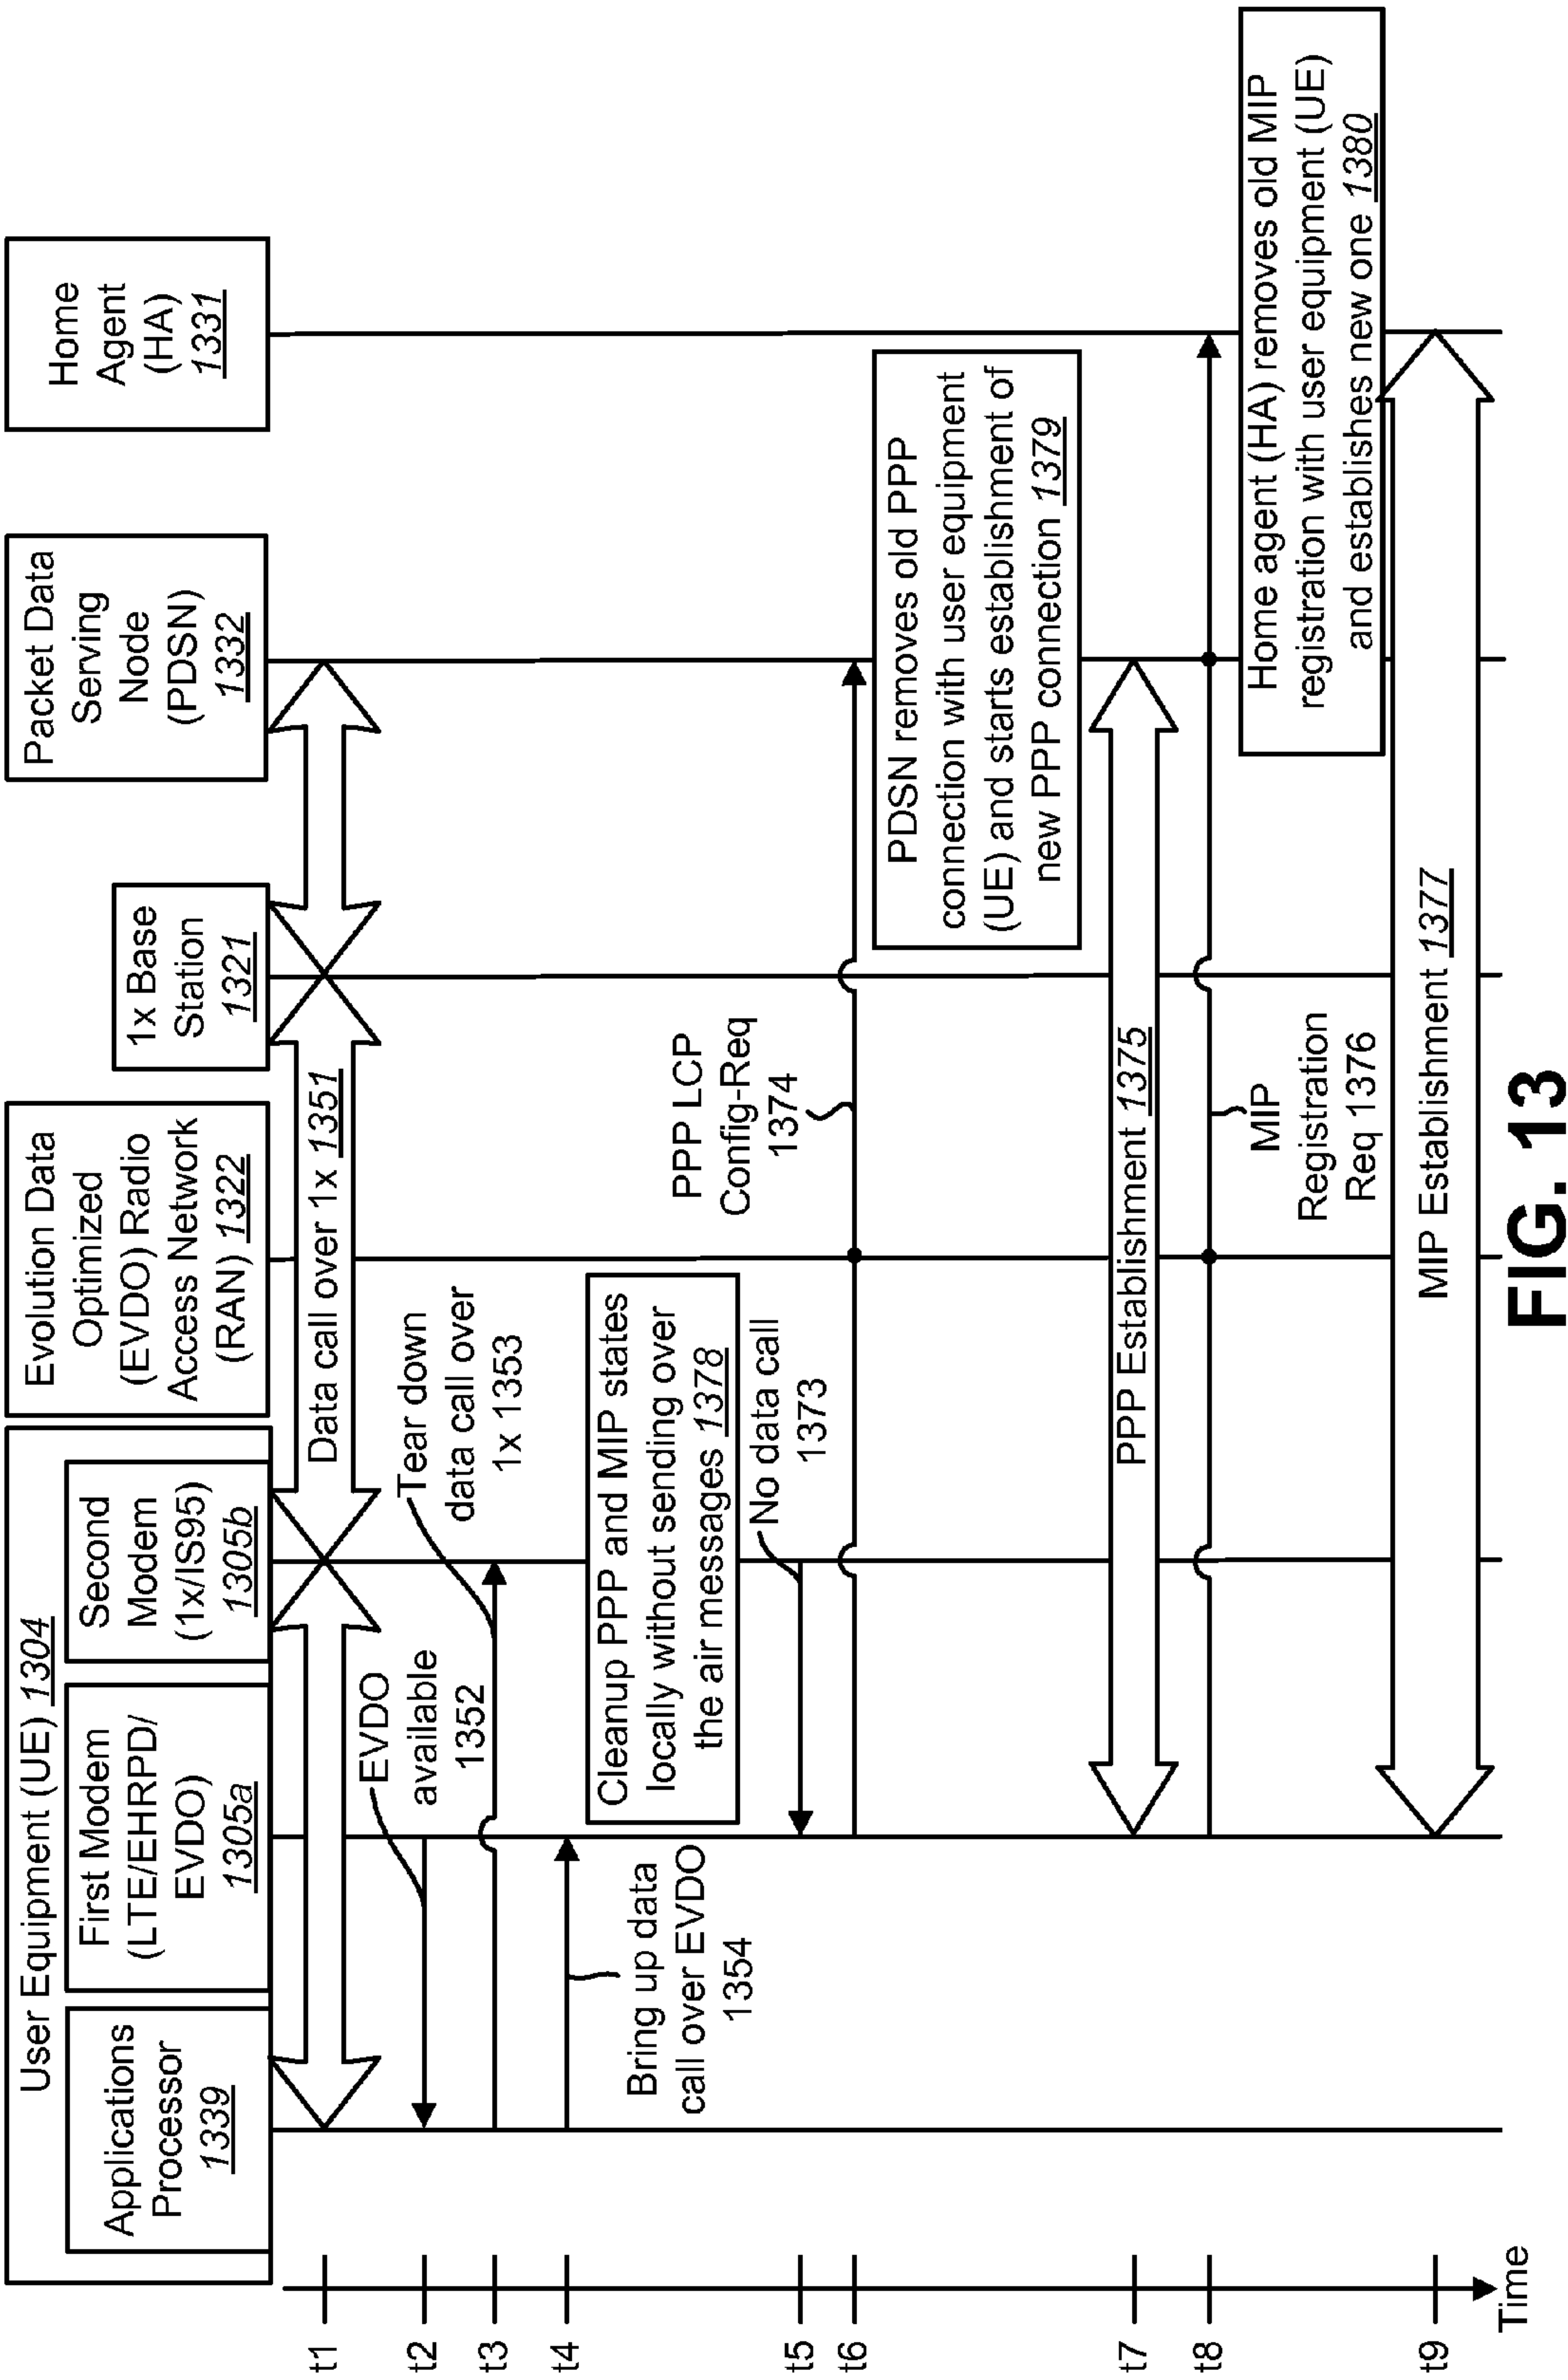 User Equipment (UE) 1304
Applications
Processor
1339
First Modem
(LTE/EHRPD/
EVDO)
1305a
Second
Modem
(1x/IS95)
1305b
Evolution Data
Optimized
(EVDO) Radio
Access Network
(RAN) 1322
1x Base
Station
1321
Packet Data
Serving
Node
(PDSN)
1332
Home
Agent
(HA)
1331
t1
Data call over 1x 1351
t2
EVDO
available
1352
t3
Tear down
data call over
1x 1353
t4
Bring up data
call over EVDO
1354
Cleanup PPP and MIP states
locally without sending over
the air messages 1378
t5
No data call
1373
t6
PPP LCP
Config-Req
1374
PDSN removes old PPP
connection with user equipment
(UE) and starts establishment of
new PPP connection 1379
t7
PPP Establishment 1375
t8
MIP
Registration
Req 1376
Home agent (HA) removes old MIP
registration with user equipment (UE)
and establishes new one 1380
t9
MIP Establishment 1377
Time
FIG. 13